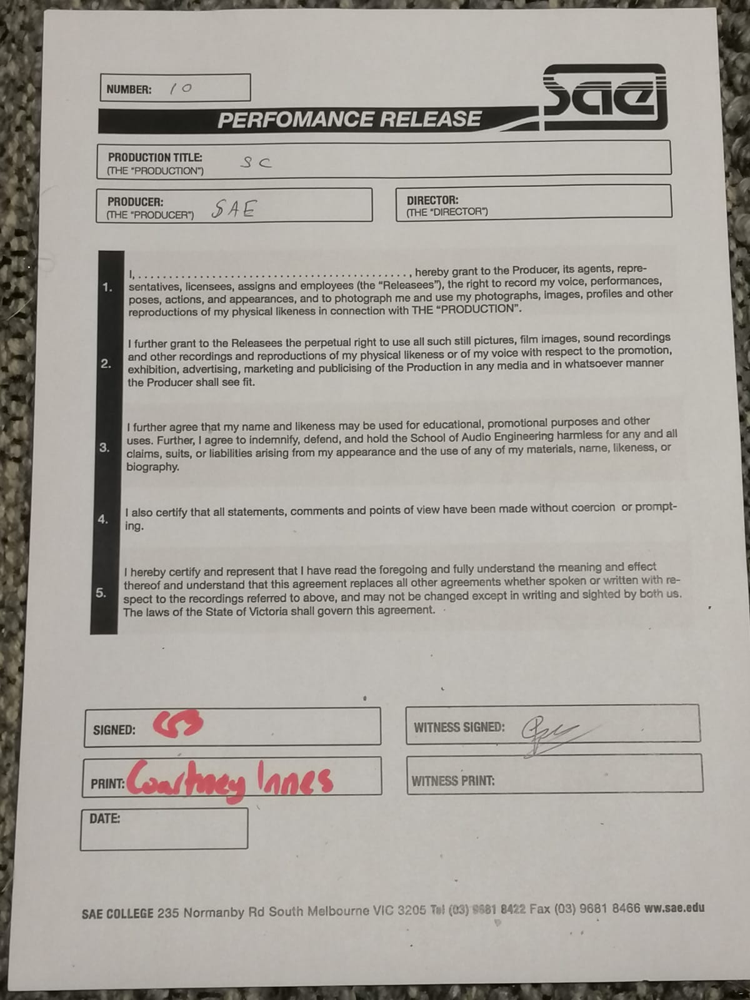 NUMBER: 10
sae
PERFOMANCE RELEASE
PRODUCTION TITLE: SC
(THE "PRODUCTION")
PRODUCER: SAE
(THE "PRODUCER")
DIRECTOR:
(THE "DIRECTOR")
1.
I, ............................................, hereby grant to the Producer, its agents, repre-
sentatives, licensees, assigns and employees (the "Releasees"), the right to record my voice, performances,
poses, actions, and appearances, and to photograph me and use my photographs, images, profiles and other
reproductions of my physical likeness in connection with THE "PRODUCTION".
2.
I further grant to the Releasees the perpetual right to use all such still pictures, film images, sound recordings
and other recordings and reproductions of my physical likeness or of my voice with respect to the promotion,
exhibition, advertising, marketing and publicising of the Production in any media and in whatsoever manner
the Producer shall see fit.
3.
I further agree that my name and likeness may be used for educational, promotional purposes and other
uses. Further, I agree to indemnify, defend, and hold the School of Audio Engineering harmless for any and all
claims, suits, or liabilities arising from my appearance and the use of any of my materials, name, likeness, or
biography.
4.
I also certify that all statements, comments and points of view have been made without coercion or prompt-
ing.
5.
I hereby certify and represent that I have read the foregoing and fully understand the meaning and effect
thereof and understand that this agreement replaces all other agreements whether spoken or written with re-
spect to the recordings referred to above, and may not be changed except in writing and sighted by both us.
The laws of the State of Victoria shall govern this agreement.
SIGNED:
WITNESS SIGNED:
PRINT: Courtney Innes
WITNESS PRINT:
DATE:
SAE COLLEGE 235 Normanby Rd South Melbourne VIC 3205 Tel (03) 9681 8422 Fax (03) 9681 8466 ww.sae.edu